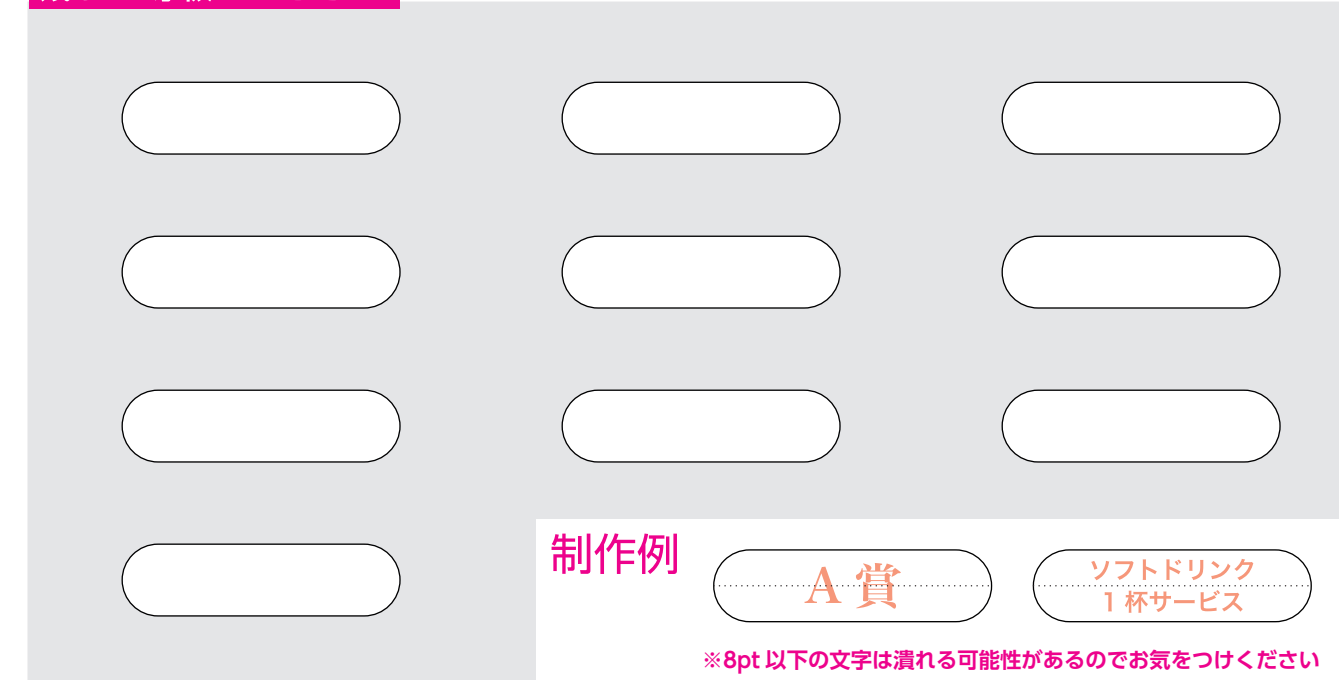 制作例
A 賞
ソフトドリンク
1 杯サービス
※8pt 以下の文字は潰れる可能性があるのでお気をつけください